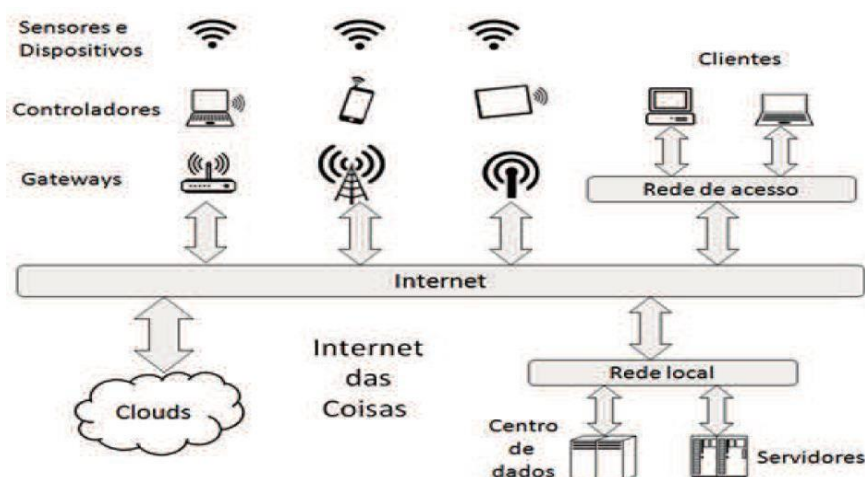 Sensores e
Dispositivos
Clientes
Controladores
Gateways
Rede de acesso
Internet
Internet
das
Coisas
Rede local
Clouds
Centro
de
dados
Servidores